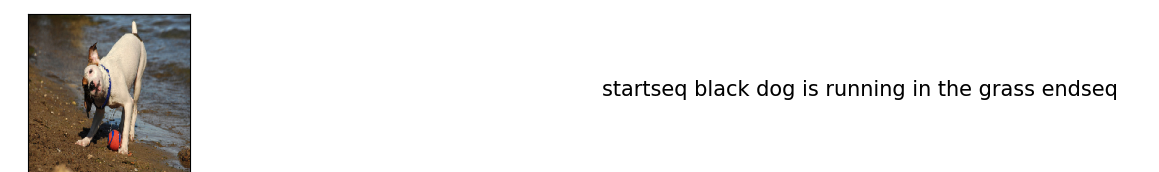 startseq black dog is running in the grass endseq